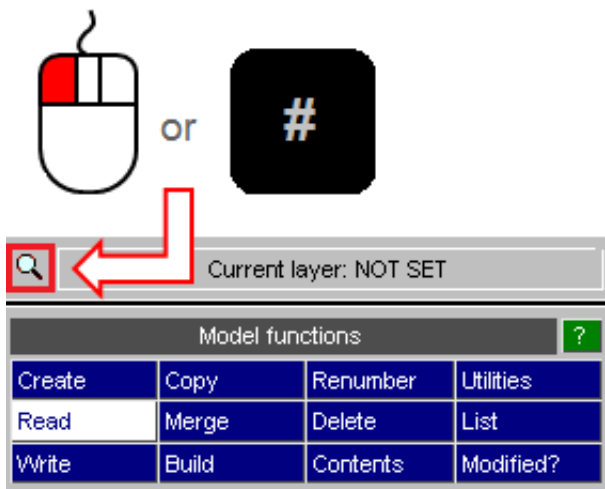 or
#
Current layer: NOT SET
Model functions ?
Create Copy Renumber Utilities
Read Merge Delete List
Write Build Contents Modified?